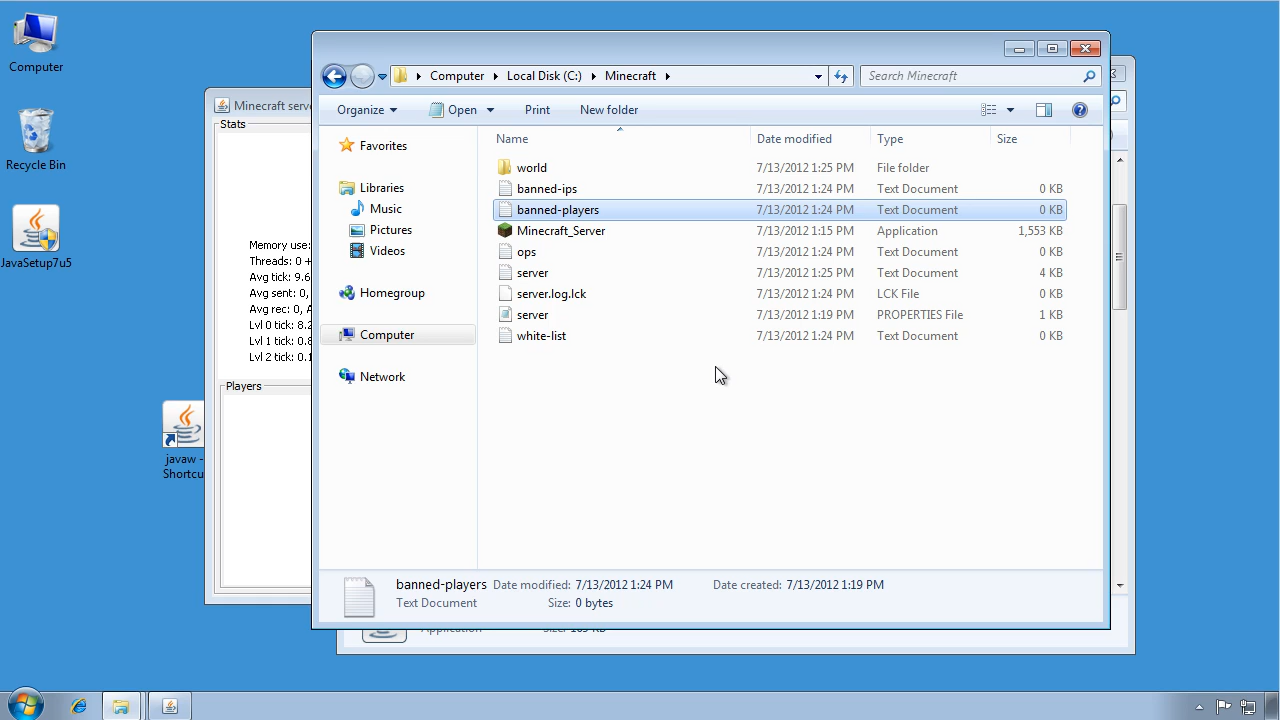 Computer
Recycle Bin
JavaSetup7u5
javaw -
Shortcu
Minecraft serve
Stats
Memory use:
Threads: 0 +
Avg tick: 9.6
Avg sent: 0,
Avg rec: 0, A
Lvl 0 tick: 8.2
Lvl 1 tick: 0.8
Lvl 2 tick: 0.1
Players
Computer Local Disk (C:) Minecraft
Search Minecraft
Organize Open Print New folder
Favorites
Libraries
Music
Pictures
Videos
Homegroup
Computer
Network
Name Date modified Type Size
world 7/13/2012 1:25 PM File folder
banned-ips 7/13/2012 1:24 PM Text Document 0 KB
banned-players 7/13/2012 1:24 PM Text Document 0 KB
Minecraft_Server 7/13/2012 1:15 PM Application 1,553 KB
ops 7/13/2012 1:24 PM Text Document 0 KB
server 7/13/2012 1:25 PM Text Document 4 KB
server.log.lck 7/13/2012 1:24 PM LCK File 0 KB
server 7/13/2012 1:19 PM PROPERTIES File 1 KB
white-list 7/13/2012 1:24 PM Text Document 0 KB
banned-players Date modified: 7/13/2012 1:24 PM Date created: 7/13/2012 1:19 PM
Text Document Size: 0 bytes